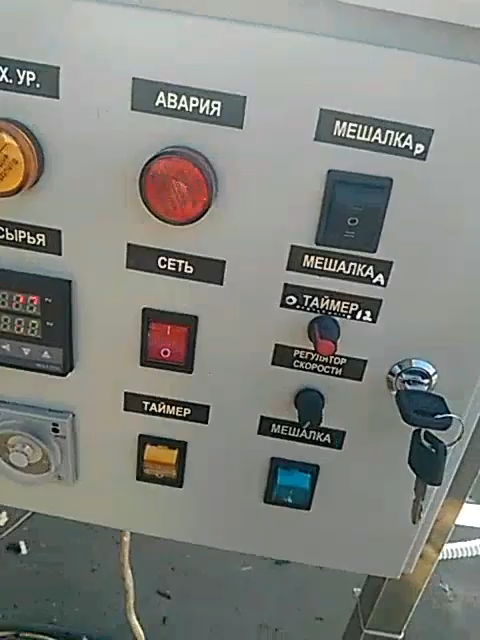 Х. УР.
АВАРИЯ
МЕШАЛКА Р
СЫРЬЯ
СЕТЬ
МЕШАЛКА А
ТАЙМЕР
РЕГУЛЯТОР
СКОРОСТИ
ТАЙМЕР
МЕШАЛКА